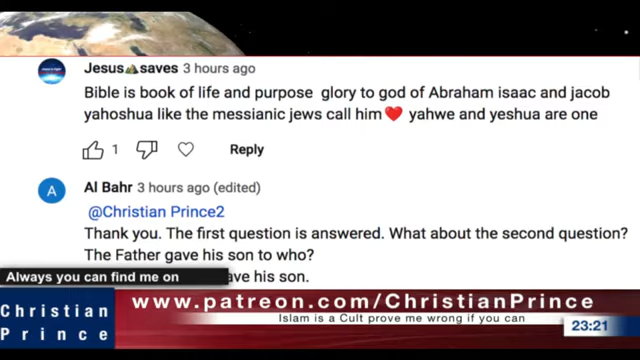 Jesus⛰️saves 3 hours ago
Bible is book of life and purpose glory to god of Abraham isaac and jacob
yahoshua like the messianic jews call him❤️ yahwe and yeshua are one
1 Reply
A Al Bahr 3 hours ago (edited)
@Christian Prince2
Thank you. The first question is answered. What about the second question?
The Father gave his son to who?
ave his son.
Always you can find me on
Christian
Prince
www.patreon.com/ChristianPrince
Islam is a Cult prove me wrong if you can
23:21